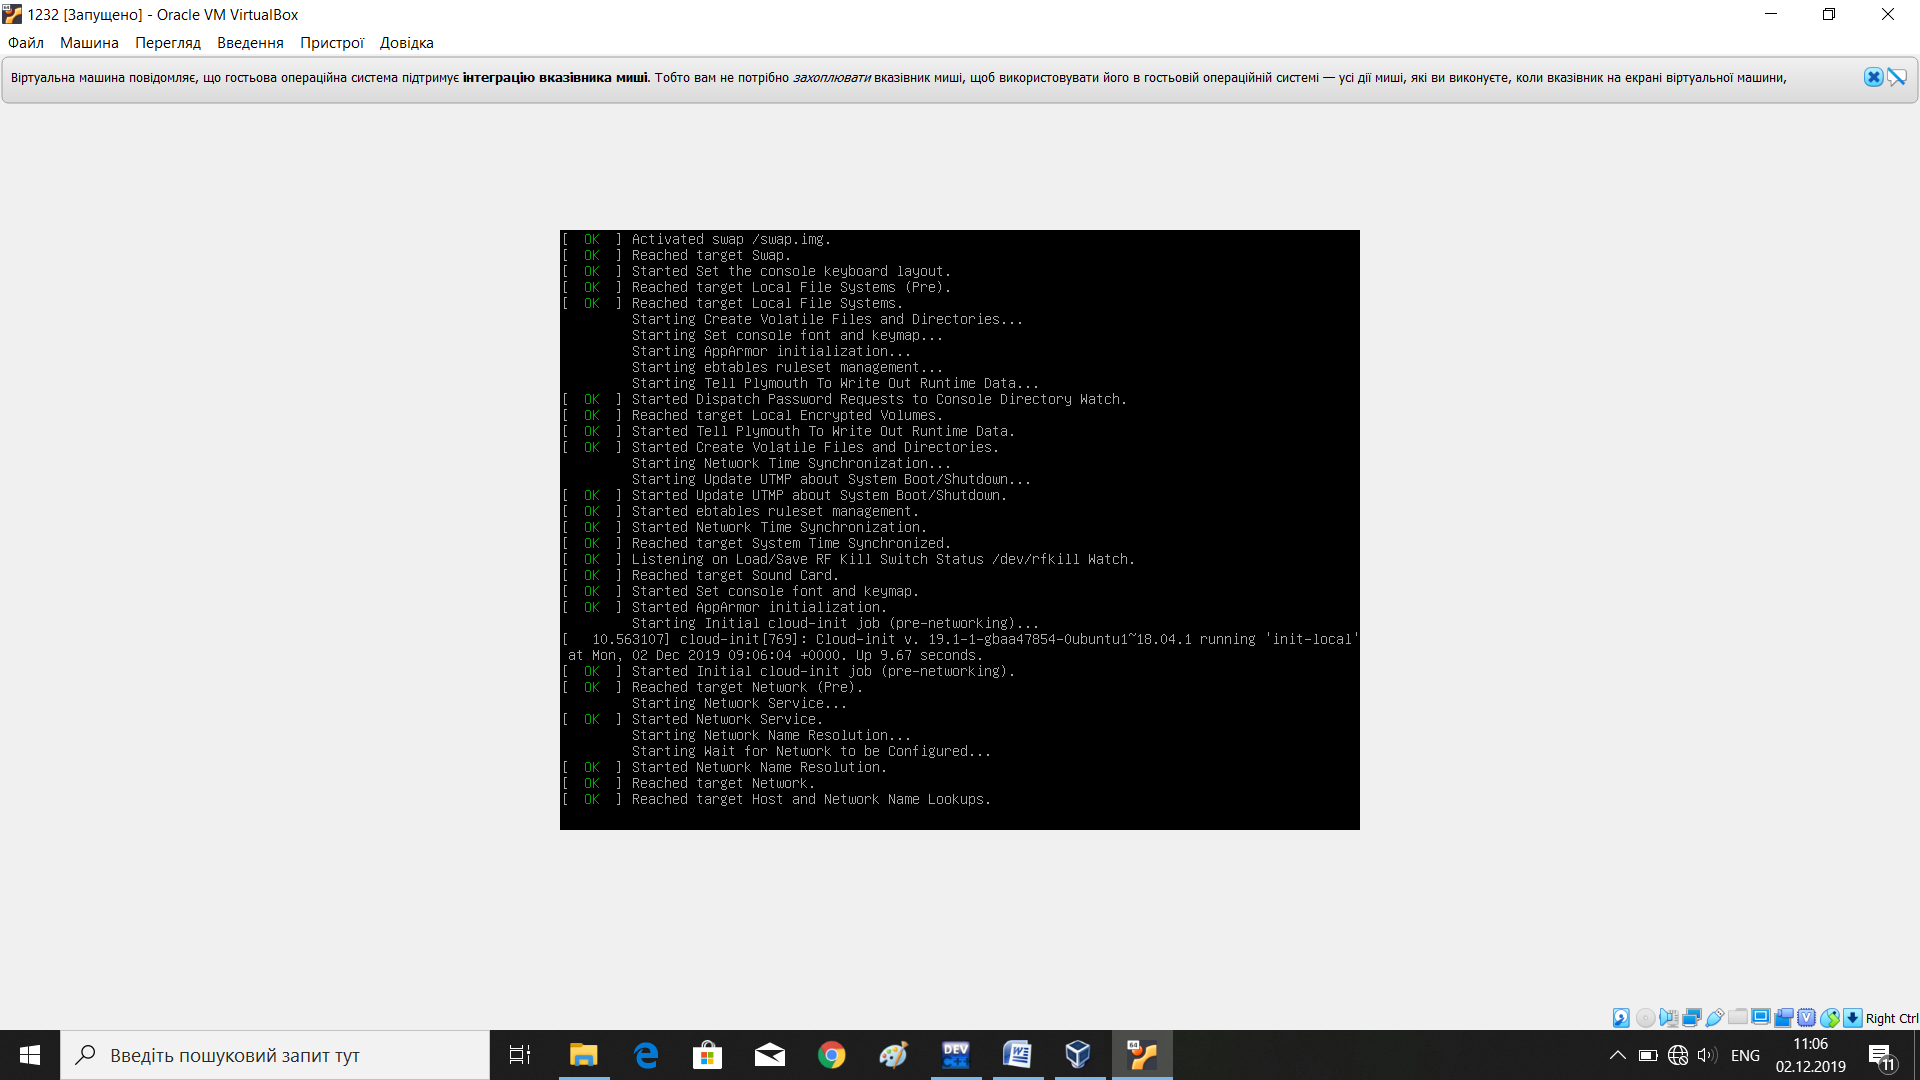 1232 [Запущено] - Oracle VM VirtualBox
Файл Машина Перегляд Введення Пристрої Довідка
Віртуальна машина повідомляє, що гостьова операційна система підтримує інтеграцію вказівника миші. Тобто вам не потрібно захоплювати вказівник миші, щоб використовувати його в гостьовій операційній системі — усі дії миші, які ви виконуєте, коли вказівник на екрані віртуальної машини,
[ OK ] Activated swap /swap.img.
[ OK ] Reached target Swap.
[ OK ] Started Set the console keyboard layout.
[ OK ] Reached target Local File Systems (Pre).
[ OK ] Reached target Local File Systems.
Starting Create Volatile Files and Directories...
Starting Set console font and keymap...
Starting AppArmor initialization...
Starting ebtables ruleset management...
Starting Tell Plymouth To Write Out Runtime Data...
[ OK ] Started Dispatch Password Requests to Console Directory Watch.
[ OK ] Reached target Local Encrypted Volumes.
[ OK ] Started Tell Plymouth To Write Out Runtime Data.
[ OK ] Started Create Volatile Files and Directories.
Starting Network Time Synchronization...
Starting Update UTMP about System Boot/Shutdown...
[ OK ] Started Update UTMP about System Boot/Shutdown.
[ OK ] Started ebtables ruleset management.
[ OK ] Started Network Time Synchronization.
[ OK ] Reached target System Time Synchronized.
[ OK ] Listening on Load/Save RF Kill Switch Status /dev/rfkill Watch.
[ OK ] Reached target Sound Card.
[ OK ] Started Set console font and keymap.
[ OK ] Started AppArmor initialization.
Starting Initial cloud-init job (pre-networking)...
[ 10.563107] cloud-init[769]: Cloud-init v. 19.1-1-gbaa47854-0ubuntu1~18.04.1 running 'init-local'
at Mon, 02 Dec 2019 09:06:04 +0000. Up 9.67 seconds.
[ OK ] Started Initial cloud-init job (pre-networking).
[ OK ] Reached target Network (Pre).
Starting Network Service...
[ OK ] Started Network Service.
Starting Network Name Resolution...
Starting Wait for Network to be Configured...
[ OK ] Started Network Name Resolution.
[ OK ] Reached target Network.
[ OK ] Reached target Host and Network Name Lookups.
Right Ctrl
Введіть пошуковий запит тут
DEV
64
ENG
11:06
02.12.2019
11